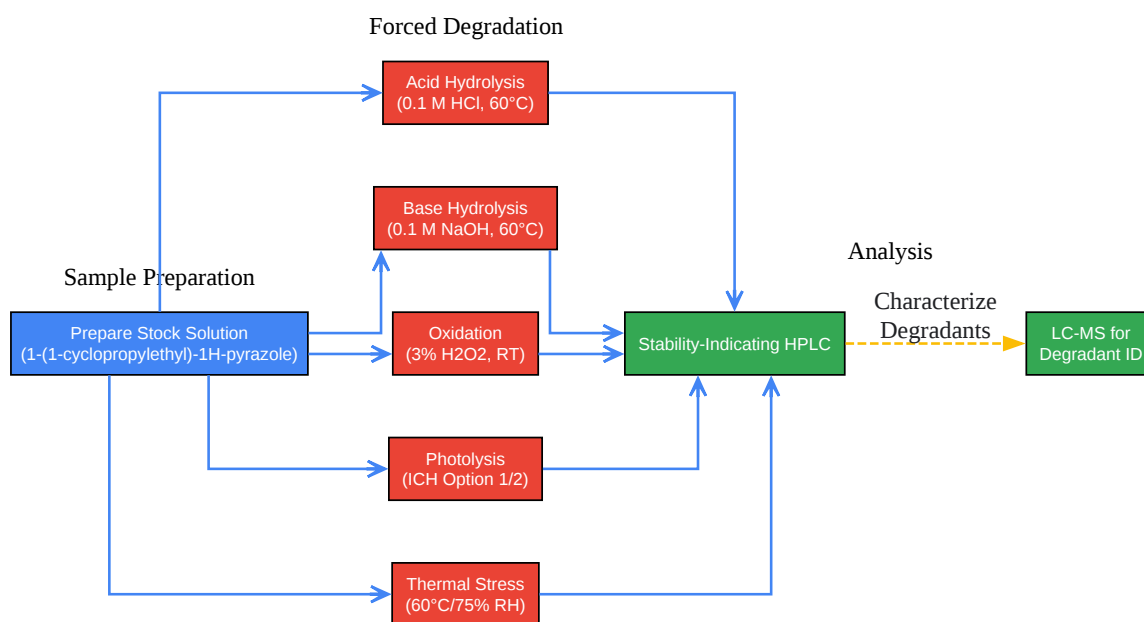 Forced Degradation
Acid Hydrolysis
(0.1 M HCl, 60°C)
Base Hydrolysis
(0.1 M NaOH, 60°C)
Sample Preparation
Analysis
Prepare Stock Solution
(1-(1-cyclopropylethyl)-1H-pyrazole)
Oxidation
(3% H2O2, RT)
Stability-Indicating HPLC
Characterize
Degradants
LC-MS for
Degradant ID
Photolysis
(ICH Option 1/2)
Thermal Stress
(60°C/75% RH)